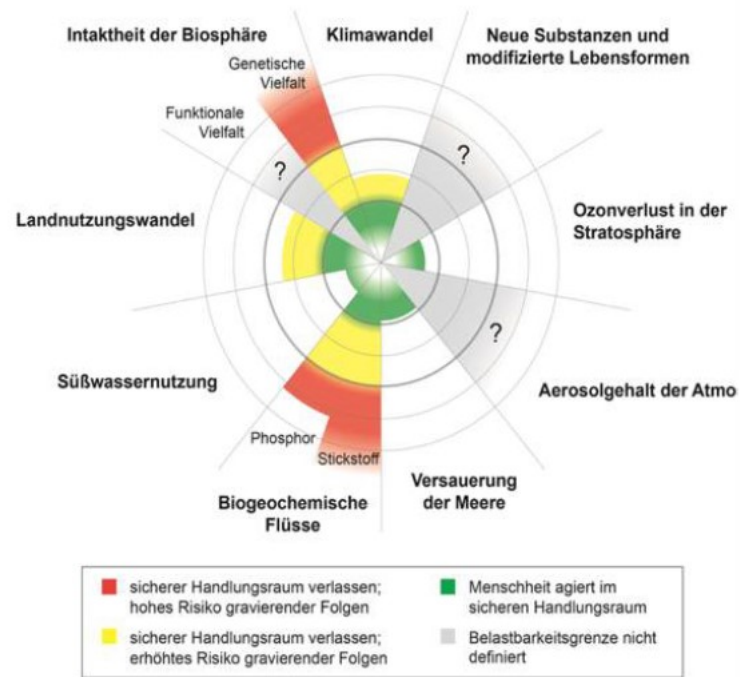 Intaktheit der Biosphäre
Klimawandel
Neue Substanzen und
modifizierte Lebensformen
Genetische
Vielfalt
Funktionale
Vielfalt
?
?
Landnutzungswandel
Ozonverlust in der
Stratosphäre
?
Süßwassernutzung
Aerosolgehalt der Atmo
Phosphor
Stickstoff
Versauerung
der Meere
Biogeochemische
Flüsse
sicherer Handlungsraum verlassen;
hohes Risiko gravierender Folgen
Menschheit agiert im
sicheren Handlungsraum
sicherer Handlungsraum verlassen;
erhöhtes Risiko gravierender Folgen
Belastbarkeitsgrenze nicht
definiert